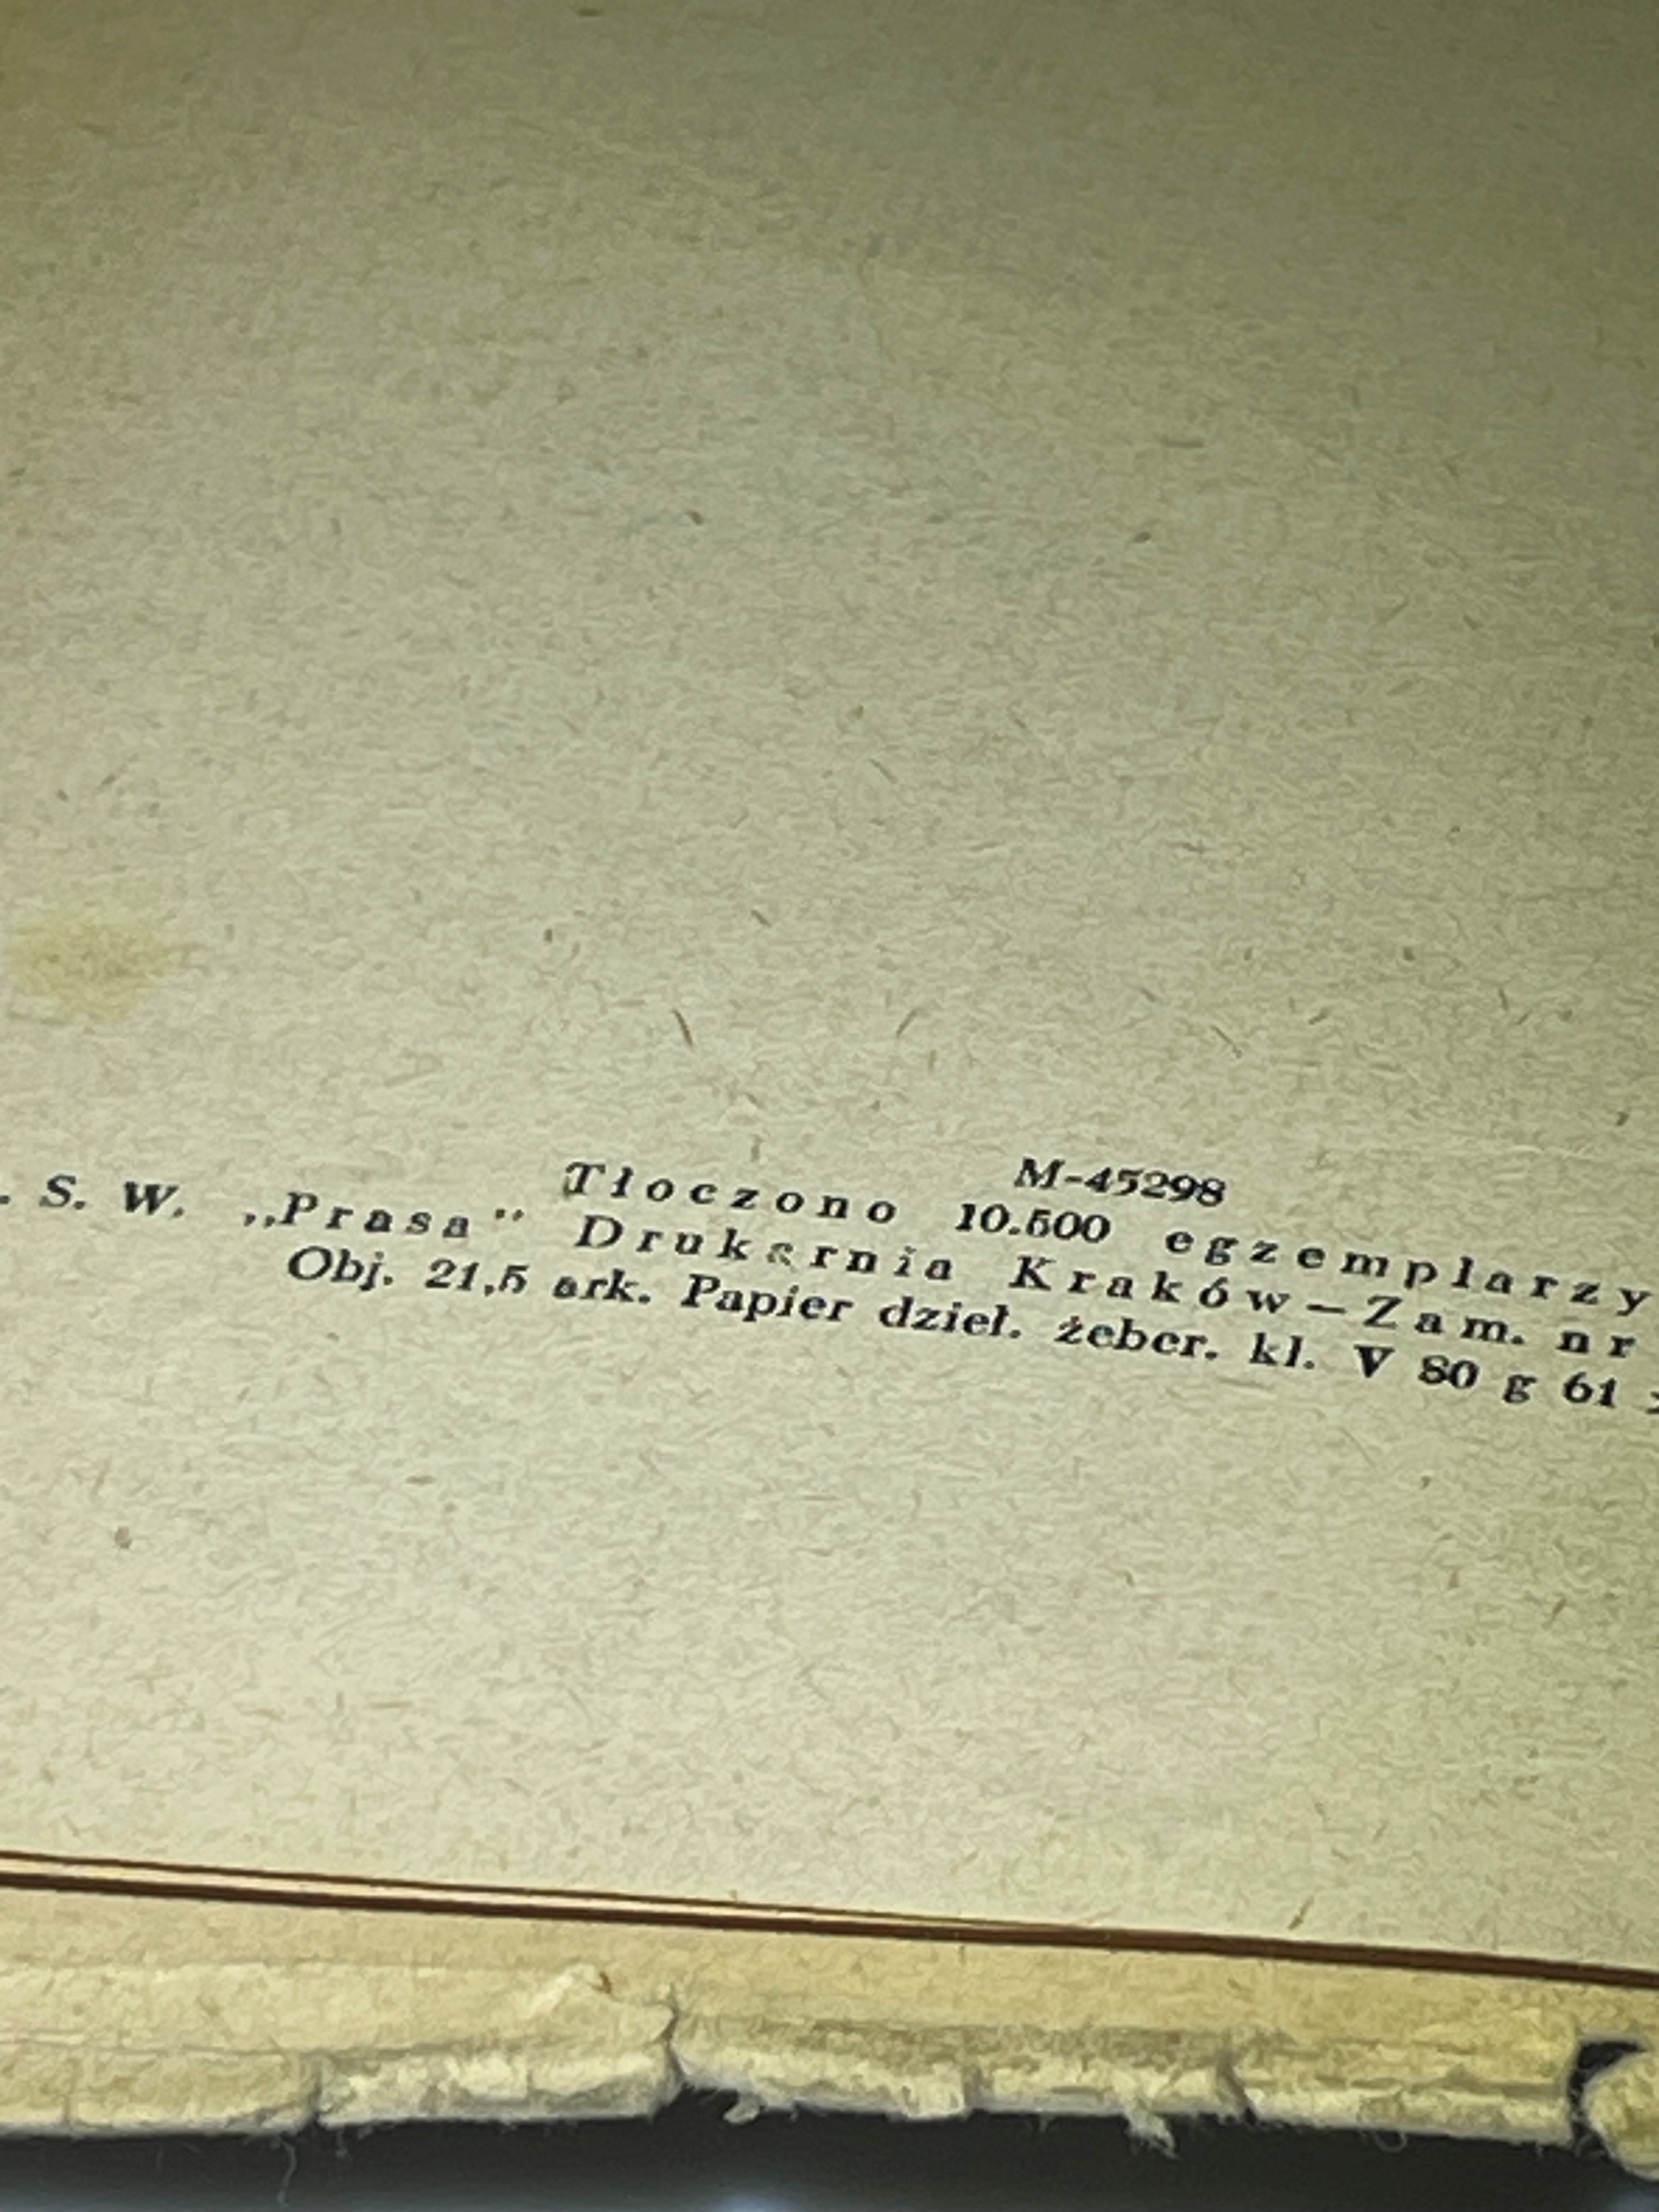 M-45298
Tłoczono 10.500 egzemplarzy
. S. W. „Prasa” Drukarnia Kraków — Zam. nr
Obj. 21,5 ark. Papier dzieł. żeber. kl. V 80 g 61